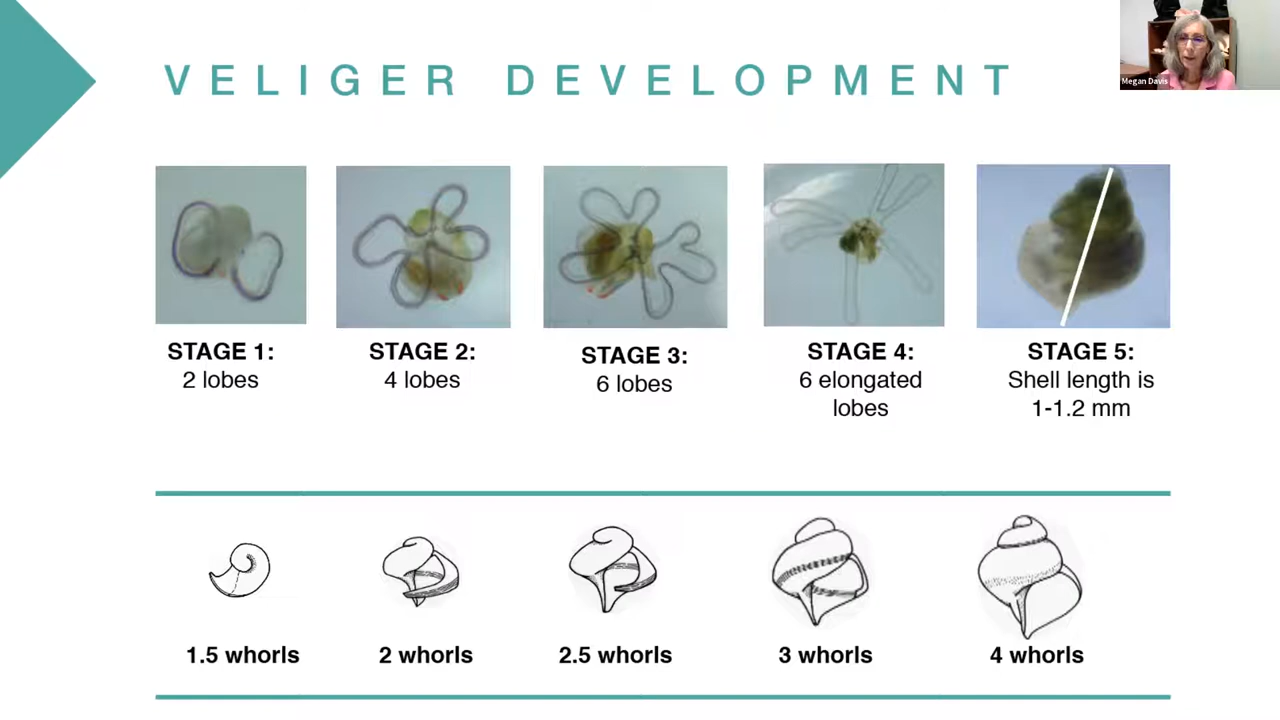 VELIGER DEVELOPMENT
Megan Davis
STAGE 1:
2 lobes
STAGE 2:
4 lobes
STAGE 3:
6 lobes
STAGE 4:
6 elongated
lobes
STAGE 5:
Shell length is
1-1.2 mm
1.5 whorls
2 whorls
2.5 whorls
3 whorls
4 whorls